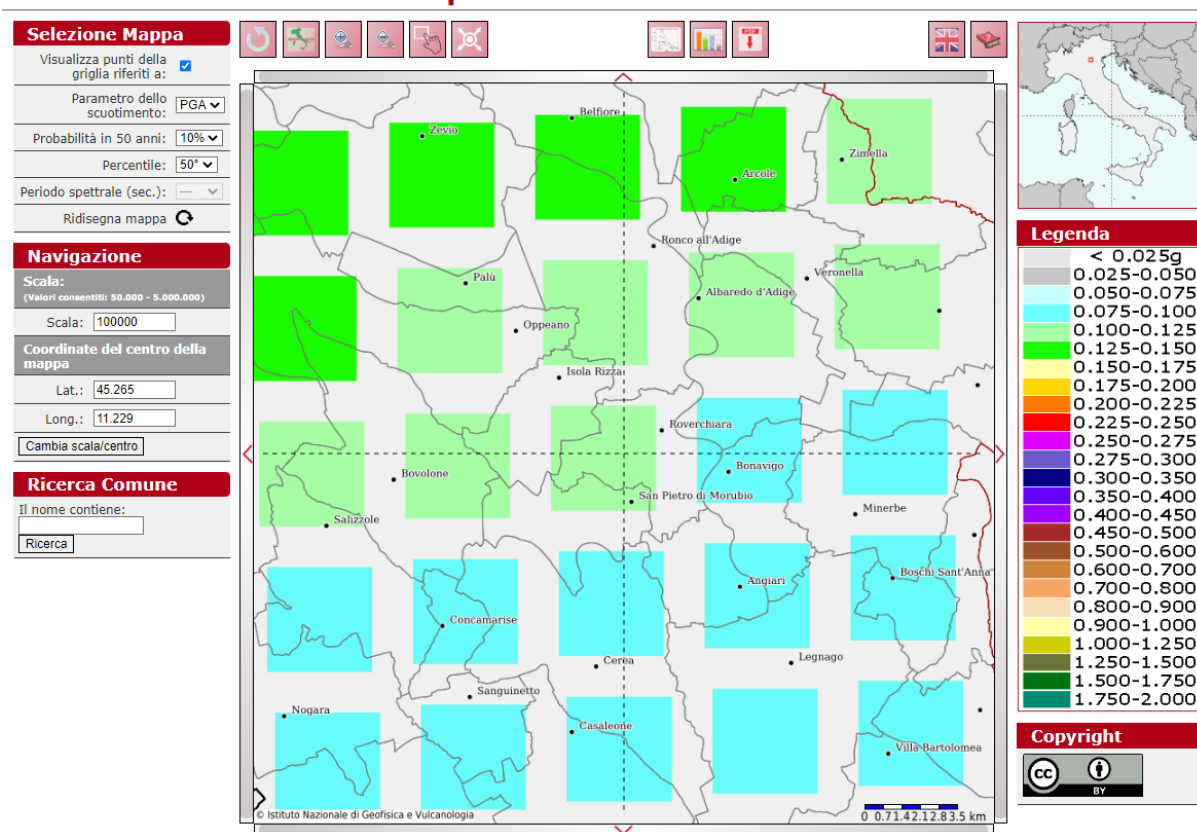 Selezione Mappa
Visualizza punti della
griglia riferiti a:
Parametro dello
scuotimento:
PGA
Probabilità in 50 anni:
10%
Percentile:
50°
Periodo spettrale (sec.):
---
Ridisegna mappa
Navigazione
Scala:
(Valori consentiti: 50.000 - 5.000.000)
Scala:
100000
Coordinate del centro della
mappa
Lat.:
45.265
Long.:
11.229
Cambia scala/centro
Ricerca Comune
Il nome contiene:
Ricerca
PDF
Belfiore
Zevio
Zimella
Arcole
Ronco all'Adige
Palù
Veronella
Albaredo d'Adige
Oppeano
Isola Rizza
Roverchiara
Bovolone
Bonavigo
San Pietro di Morubio
Minerbe
Salizzole
Boschi Sant'Anna
Angiari
Concamarise
Cerea
Legnago
Sanguinetto
Nogara
Casaleone
Villa Bartolomea
© Istituto Nazionale di Geofisica e Vulcanologia
0 0.71.42.12.83.5 km
Legenda
< 0.025g
0.025-0.050
0.050-0.075
0.075-0.100
0.100-0.125
0.125-0.150
0.150-0.175
0.175-0.200
0.200-0.225
0.225-0.250
0.250-0.275
0.275-0.300
0.300-0.350
0.350-0.400
0.400-0.450
0.450-0.500
0.500-0.600
0.600-0.700
0.700-0.800
0.800-0.900
0.900-1.000
1.000-1.250
1.250-1.500
1.500-1.750
1.750-2.000
Copyright
cc
BY